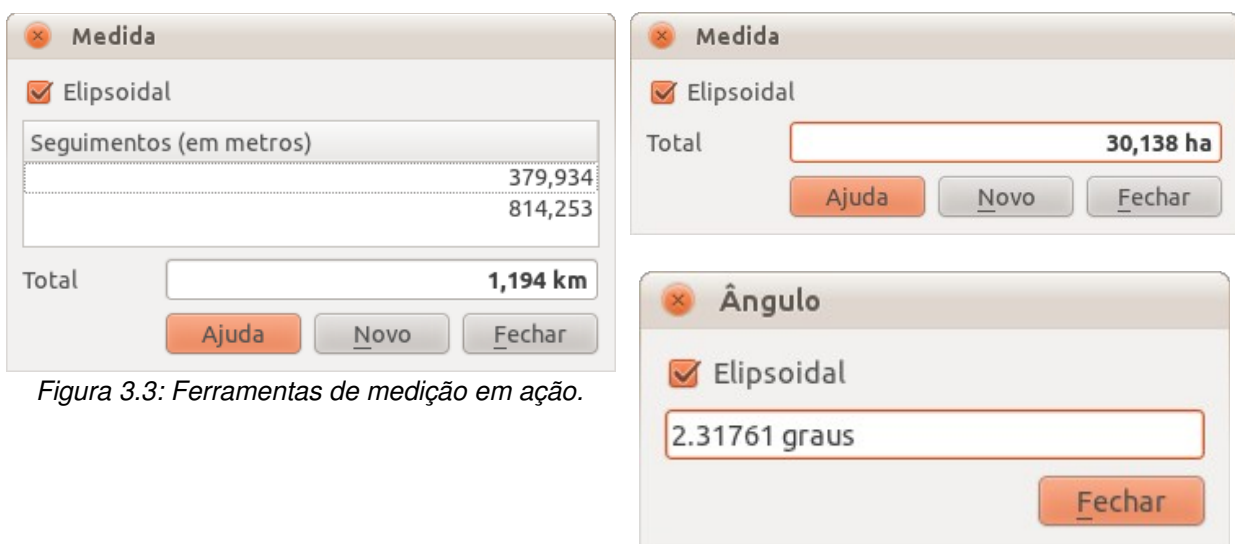 Medida
Elipsoidal
Seguimentos (em metros)
379,934
814,253
Total 1,194 km
Ajuda Novo Fechar
Figura 3.3: Ferramentas de medição em ação.
Medida
Elipsoidal
Total 30,138 ha
Ajuda Novo Fechar
Ângulo
Elipsoidal
2.31761 graus
Fechar